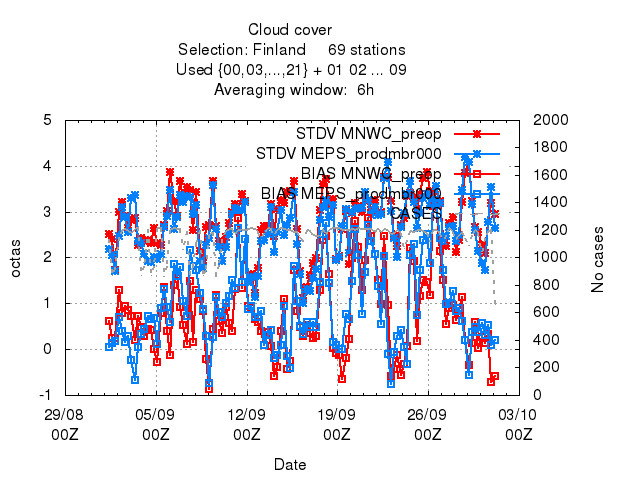 Cloud cover
Selection: Finland 69 stations
Used {00,03,...,21} + 01 02 ... 09
Averaging window: 6h
5
4
3
2
1
0
-1
octas
2000
1800
1600
1400
1200
1000
800
600
400
200
0
No cases
STDV MNWC_preop
STDV MEPS_prodmbr000
BIAS MNWC_preop
BIAS MEPS_prodmbr000
CASES
29/08 05/09 12/09 19/09 26/09 03/10
00Z 00Z 00Z 00Z 00Z 00Z
Date